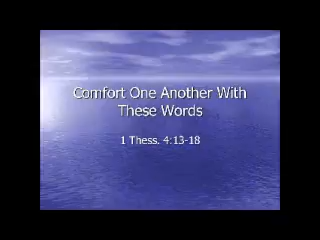 Comfort One Another With
These Words
1 Thess. 4:13-18